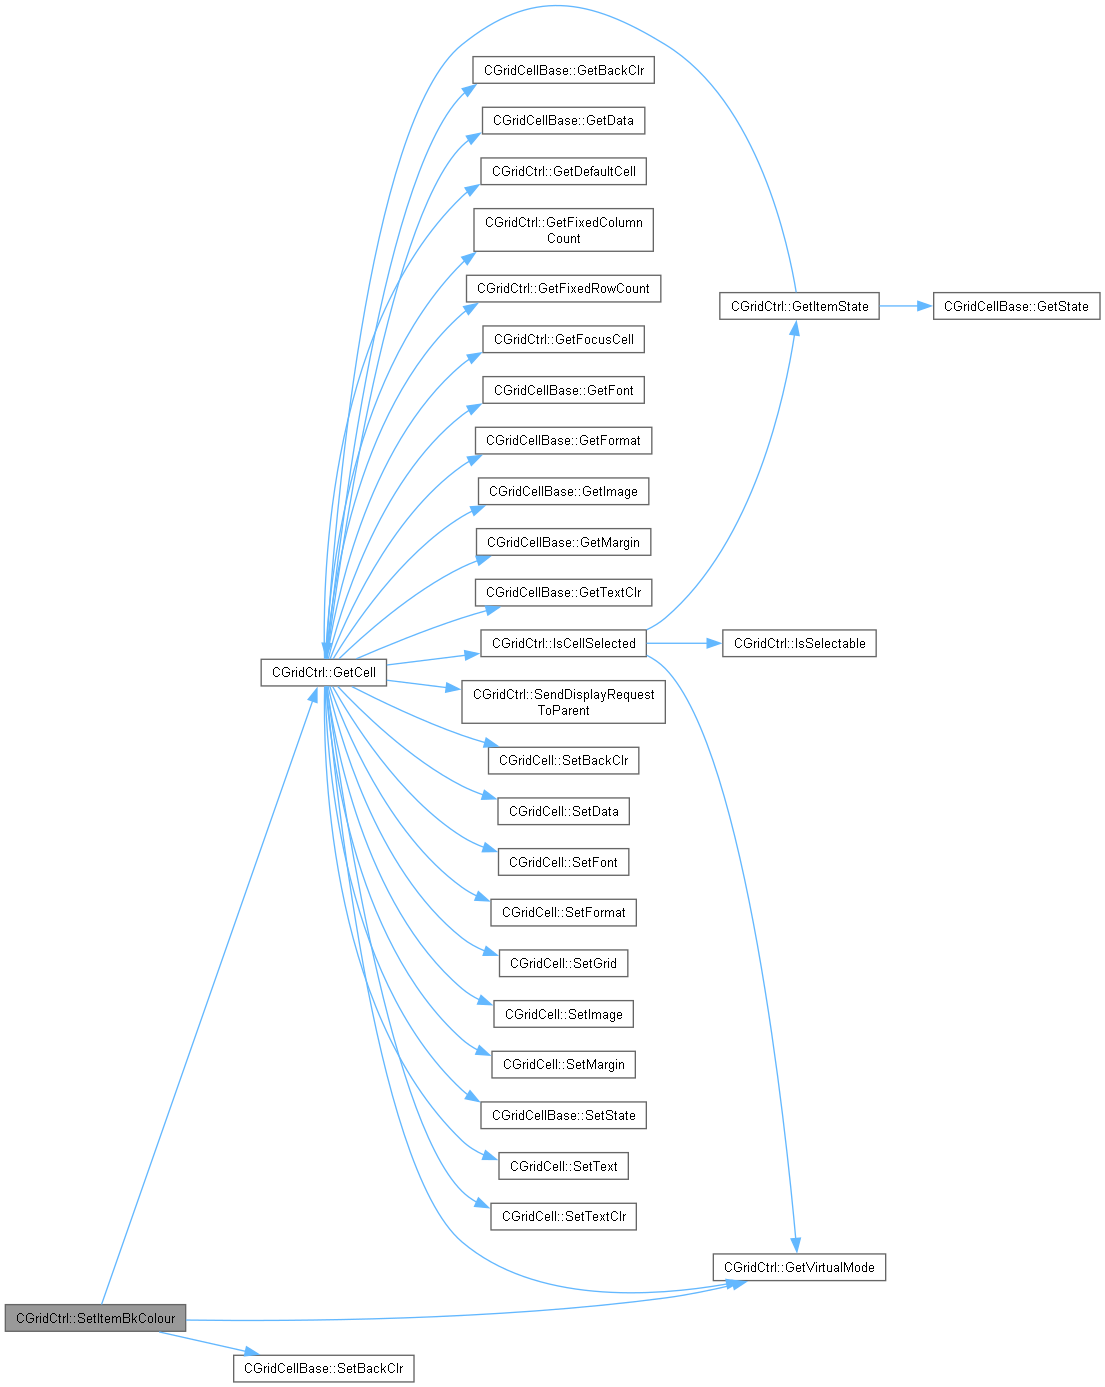 CGridCellBase::GetBackClr
CGridCellBase::GetData
CGridCtrl::GetDefaultCell
CGridCtrl::GetFixedColumn
Count
CGridCtrl::GetFixedRowCount
CGridCtrl::GetItemState
CGridCellBase::GetState
CGridCtrl::GetFocusCell
CGridCellBase::GetFont
CGridCellBase::GetFormat
CGridCellBase::GetImage
CGridCellBase::GetMargin
CGridCellBase::GetTextClr
CGridCtrl::IsCellSelected
CGridCtrl::IsSelectable
CGridCtrl::GetCell
CGridCtrl::SendDisplayRequest
ToParent
CGridCell::SetBackClr
CGridCell::SetData
CGridCell::SetFont
CGridCell::SetFormat
CGridCell::SetGrid
CGridCell::SetImage
CGridCell::SetMargin
CGridCellBase::SetState
CGridCell::SetText
CGridCell::SetTextClr
CGridCtrl::GetVirtualMode
CGridCtrl::SetItemBkColour
CGridCellBase::SetBackClr